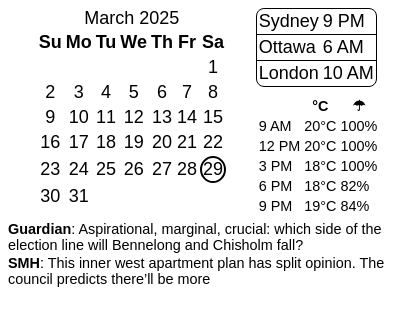 March 2025
Su Mo Tu We Th Fr Sa
1
2 3 4 5 6 7 8
9 10 11 12 13 14 15
16 17 18 19 20 21 22
23 24 25 26 27 28 29
30 31
Sydney 9 PM
Ottawa 6 AM
London 10 AM
°C ☂
9 AM 20°C 100%
12 PM 20°C 100%
3 PM 18°C 100%
6 PM 18°C 82%
9 PM 19°C 84%
Guardian: Aspirational, marginal, crucial: which side of the
election line will Bennelong and Chisholm fall?
SMH: This inner west apartment plan has split opinion. The
council predicts there’ll be more